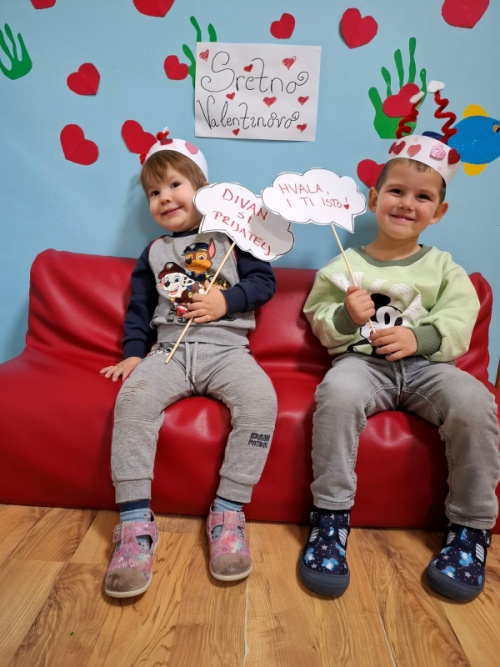 Sretno
Valentinovo
DIVAN
SI
PRIJATELJ
HVALA,
I TI ISTO!
PAW
PATROL